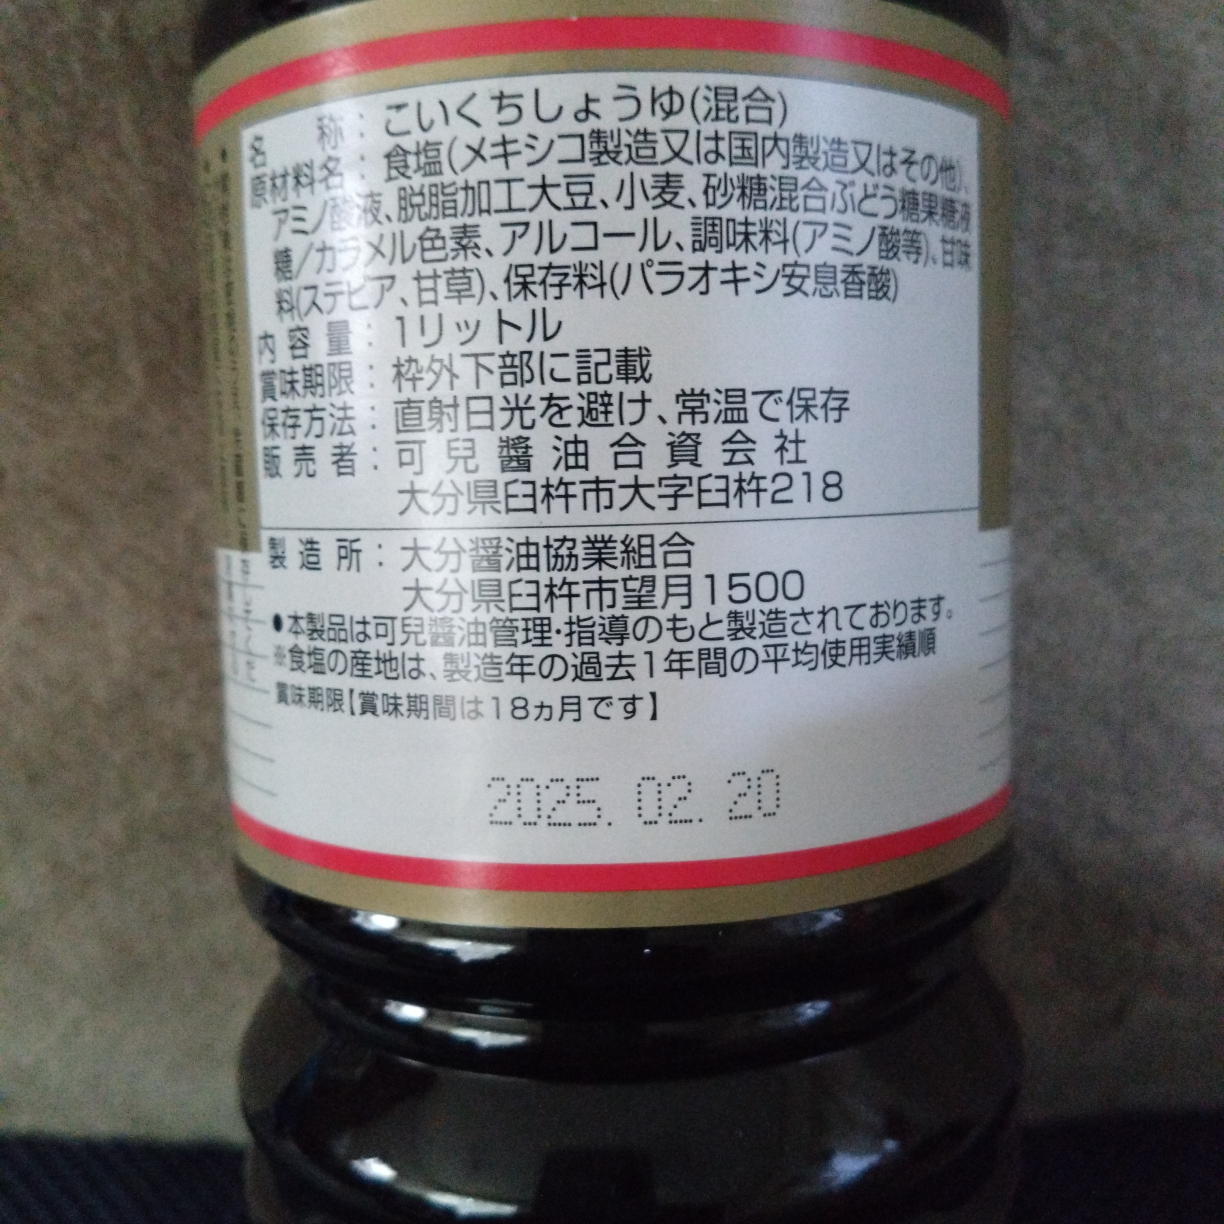 名称：こいくちしょうゆ(混合)
原材料名：食塩(メキシコ製造又は国内製造又はその他)、
アミノ酸液、脱脂加工大豆、小麦、砂糖混合ぶどう糖果糖液
糖/カラメル色素、アルコール、調味料(アミノ酸等)、甘味
料(ステビア、甘草)、保存料(パラオキシ安息香酸)
内容量：1リットル
賞味期限：枠外下部に記載
保存方法：直射日光を避け、常温で保存
販売者：可兒醬油合資会社
大分県臼杵市大字臼杵218
製造所：大分醤油協業組合
大分県臼杵市望月1500
●本製品は可兒醬油管理･指導のもと製造されております。
※食塩の産地は、製造年の過去1年間の平均使用実績順
賞味期限【賞味期間は18ヵ月です】
2025.02.20